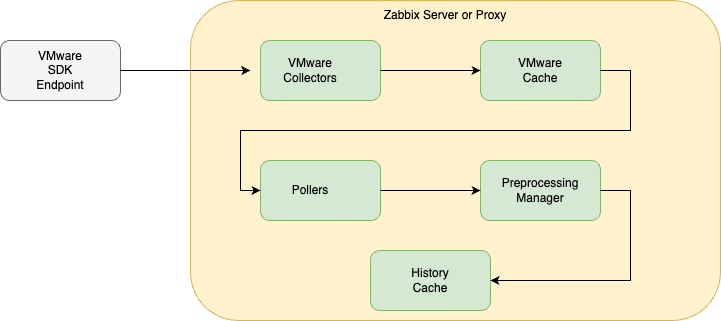 Zabbix Server or Proxy
VMware
SDK
Endpoint
VMware
Collectors
VMware
Cache
Pollers
Preprocessing
Manager
History
Cache